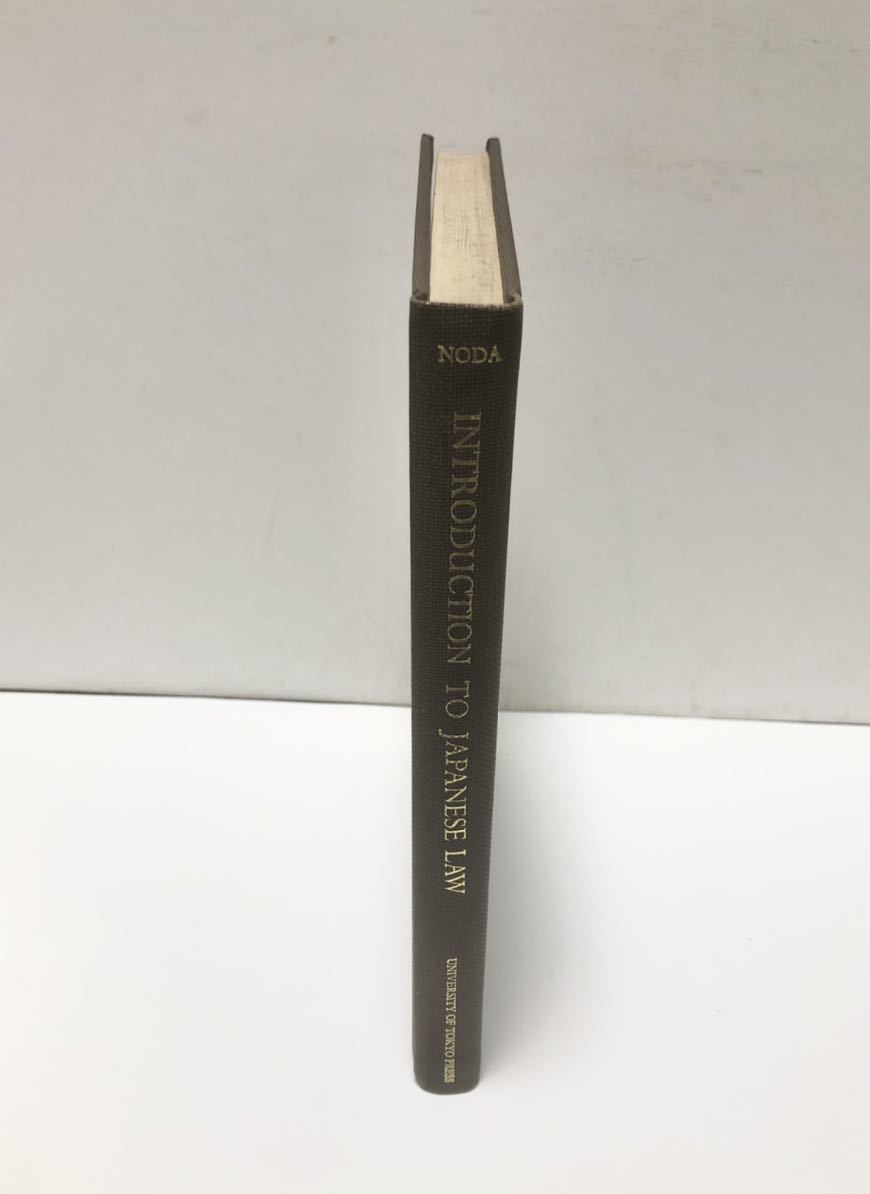 NODA
INTRODUCTION TO JAPANESE LAW
UNIVERSITY OF TOKYO PRESS